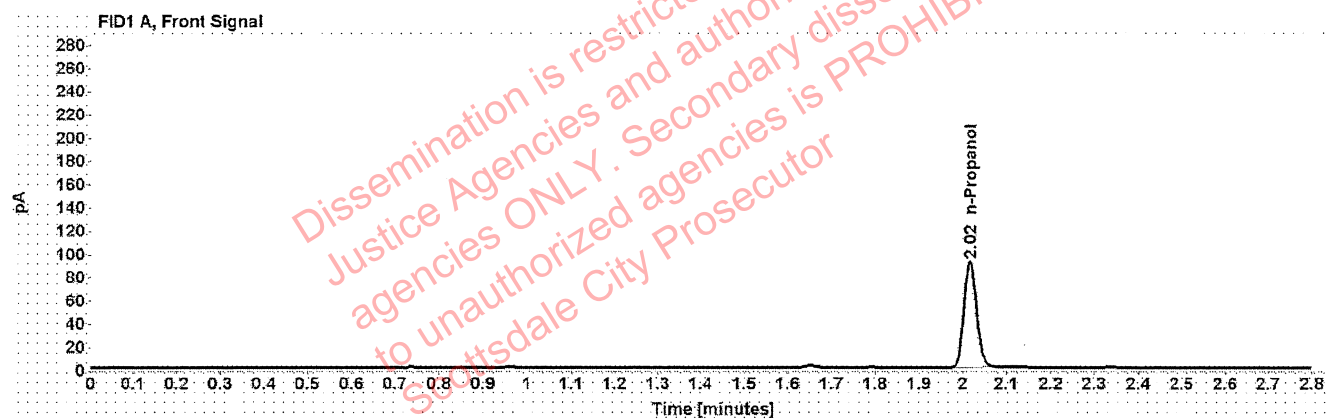 FID1 A, Front Signal
280
260
240
220
200
180
160
140
120
100
80
60
40
20
0
pA
2.02 n-Propanol
0 0.1 0.2 0.3 0.4 0.5 0.6 0.7 0.8 0.9 1 1.1 1.2 1.3 1.4 1.5 1.6 1.7 1.8 1.9 2 2.1 2.2 2.3 2.4 2.5 2.6 2.7 2.8
Time [minutes]
Dissemination is restricte
Justice Agencies and author
agencies ONLY. Secondary disse
to unauthorized agencies is PROHIB
Scottsdale City Prosecutor